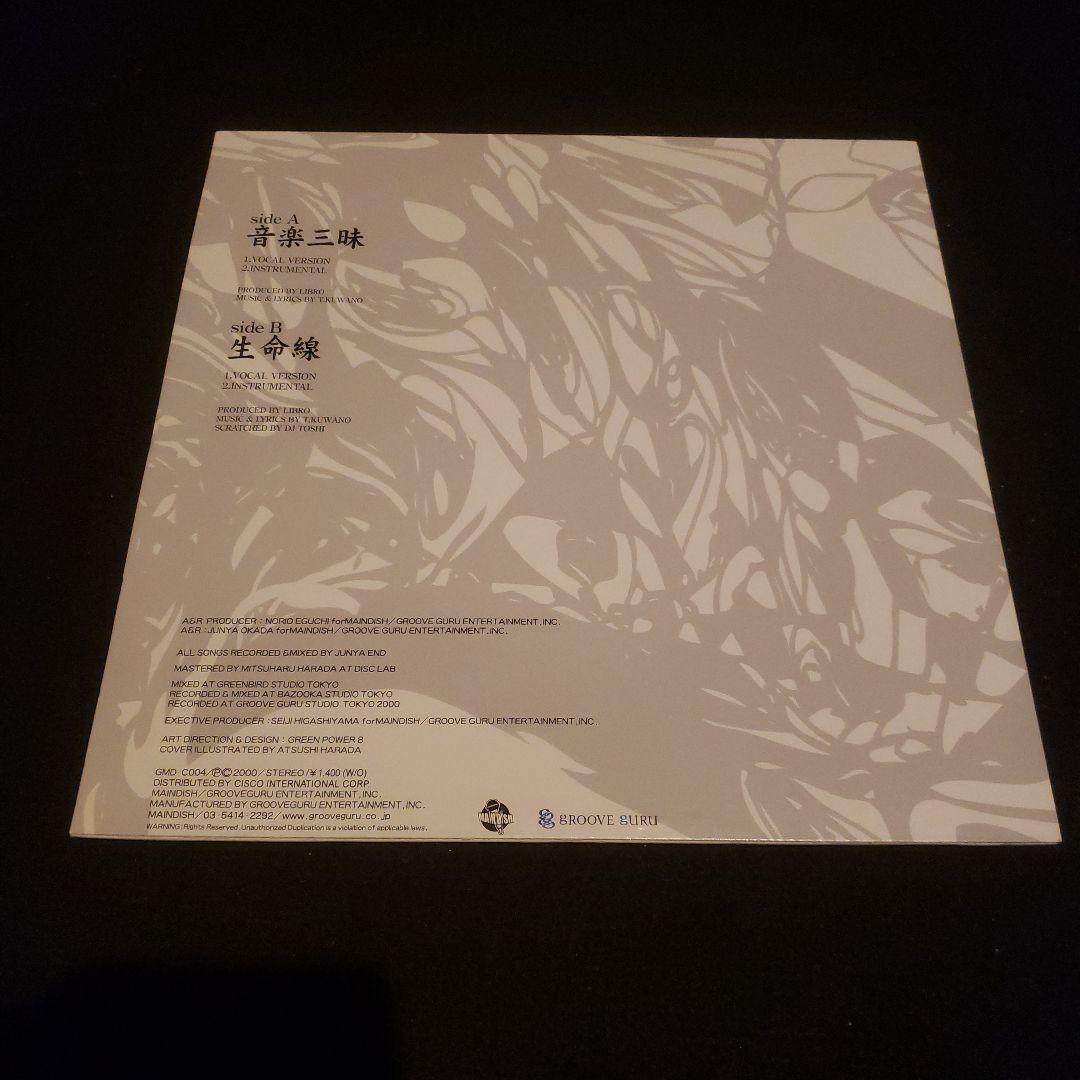 side A
音楽三昧
1.VOCAL VERSION
2.INSTRUMENTAL
PRODUCED BY LIBRO
MUSIC & LYRICS BY T.KUWANO
side B
生命線
1.VOCAL VERSION
2.INSTRUMENTAL
PRODUCED BY LIBRO
MUSIC & LYRICS BY T.KUWANO
SCRATCHED BY DJ TOSHI
A&R PRODUCER : NORIO EGUCHI forMAINDISH/GROOVE GURU ENTERTAINMENT,INC.
A&R : JUNYA OKADA forMAINDISH/GROOVE GURU ENTERTAINMENT,INC.
ALL SONGS RECORDED &MIXED BY JUNYA END
MASTERED BY MITSUHARU HARADA AT DISC LAB
MIXED AT GREENBIRD STUDIO TOKYO
RECORDED & MIXED AT BAZOOKA STUDIO TOKYO
RECORDED AT GROOVE GURU STUDIO TOKYO 2000
EXECTIVE PRODUCER : SEIJI HIGASHIYAMA forMAINDISH/GROOVE GURU ENTERTAINMENT,INC.
ART DIRECTION & DESIGN : GREEN POWER 8
COVER ILLUSTRATED BY ATSUSHI HARADA
GMD-C004/Ⓟ©2000/STEREO/¥1,400 (W/O)
DISTRIBUTED BY CISCO INTERNATIONAL CORP.
MAINDISH/GROOVEGURU ENTERTAINMENT,INC.
MANUFACTURED BY GROOVEGURU ENTERTAINMENT,INC.
MAINDISH/03-5414-2292/www.grooveguru.co.jp
WARNING : Rights Reserved. Unauthorized Duplication is a violation of applicable laws.
MAINDISH
gROOVE gURU